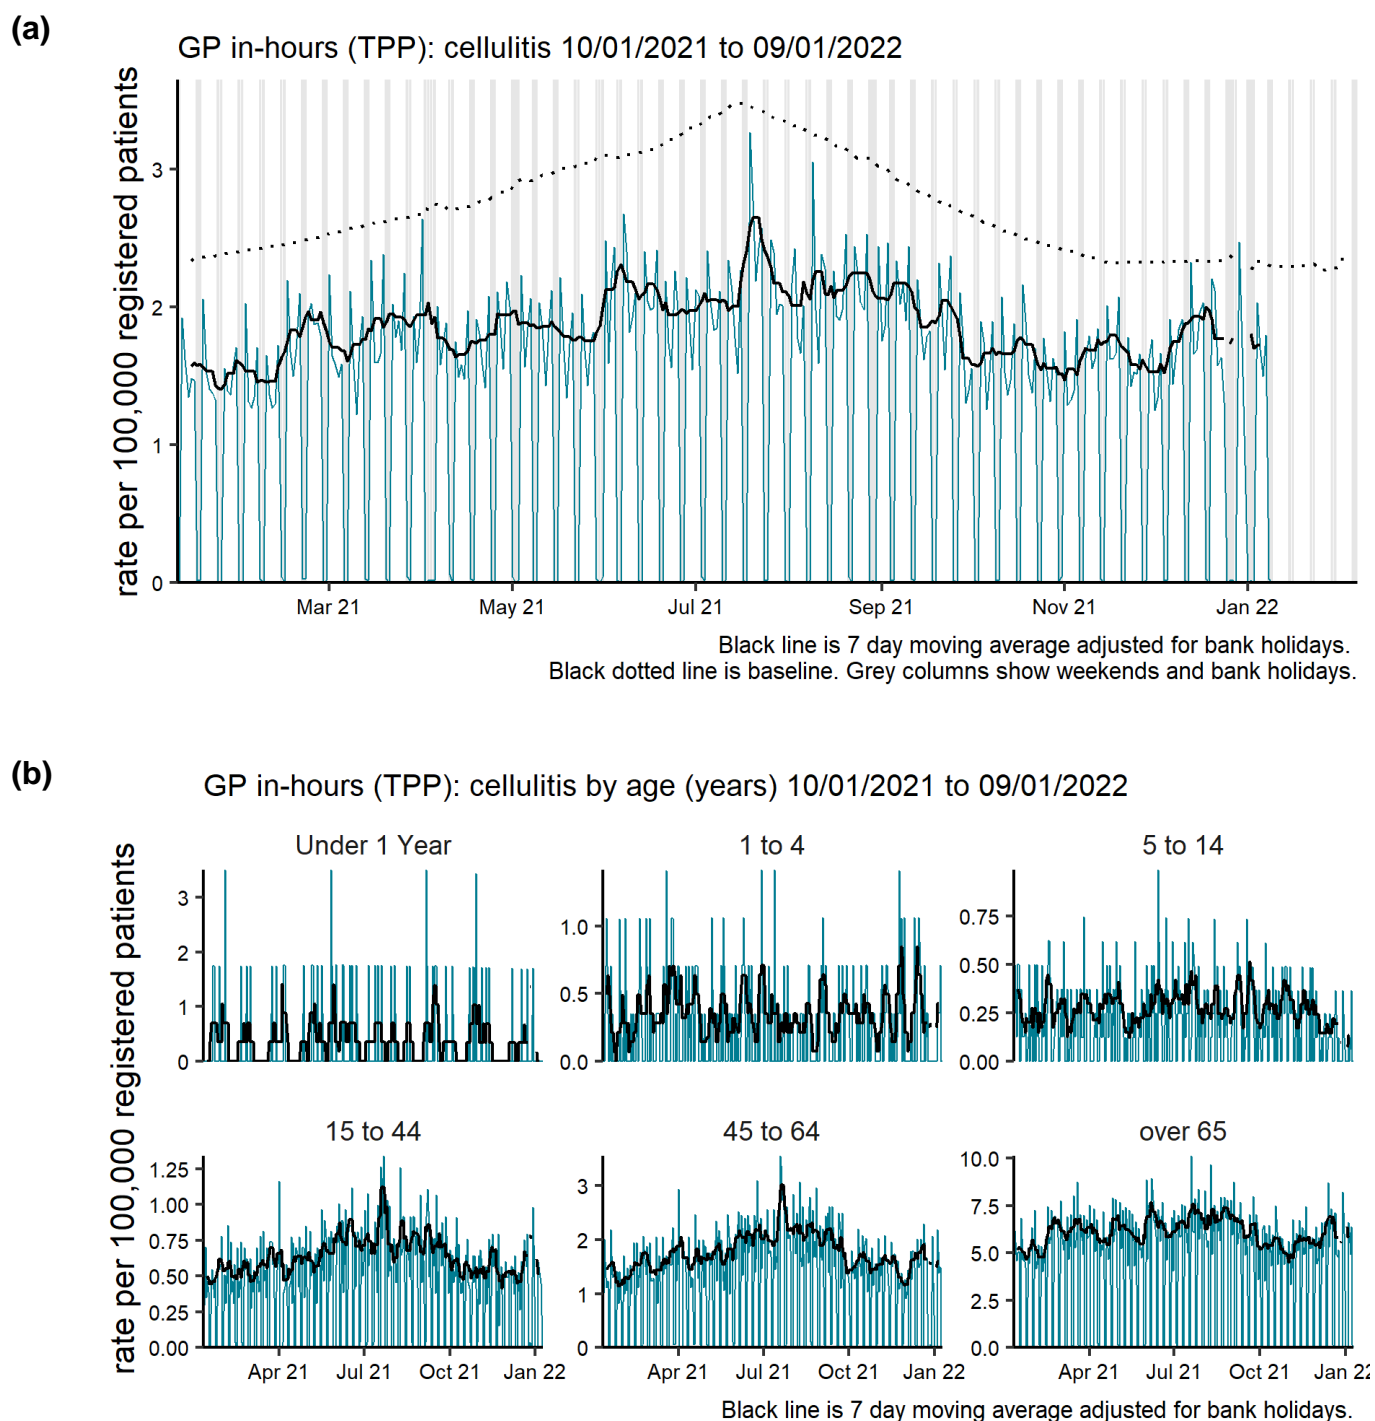 (a)
GP in-hours (TPP): cellulitis 10/01/2021 to 09/01/2022
rate per 100,000 registered patients
3
2
1
0
Mar 21 May 21 Jul 21 Sep 21 Nov 21 Jan 22
Black line is 7 day moving average adjusted for bank holidays.
Black dotted line is baseline. Grey columns show weekends and bank holidays.
(b)
GP in-hours (TPP): cellulitis by age (years) 10/01/2021 to 09/01/2022
rate per 100,000 registered patients
Under 1 Year 1 to 4 5 to 14
3
2
1
0
1.0
0.5
0.0
0.75
0.50
0.25
0.00
15 to 44 45 to 64 over 65
1.25
1.00
0.75
0.50
0.25
0.00
3
2
1
0
10.0
7.5
5.0
2.5
0.0
Apr 21 Jul 21 Oct 21 Jan 22 Apr 21 Jul 21 Oct 21 Jan 22 Apr 21 Jul 21 Oct 21 Jan 22
Black line is 7 day moving average adjusted for bank holidays.